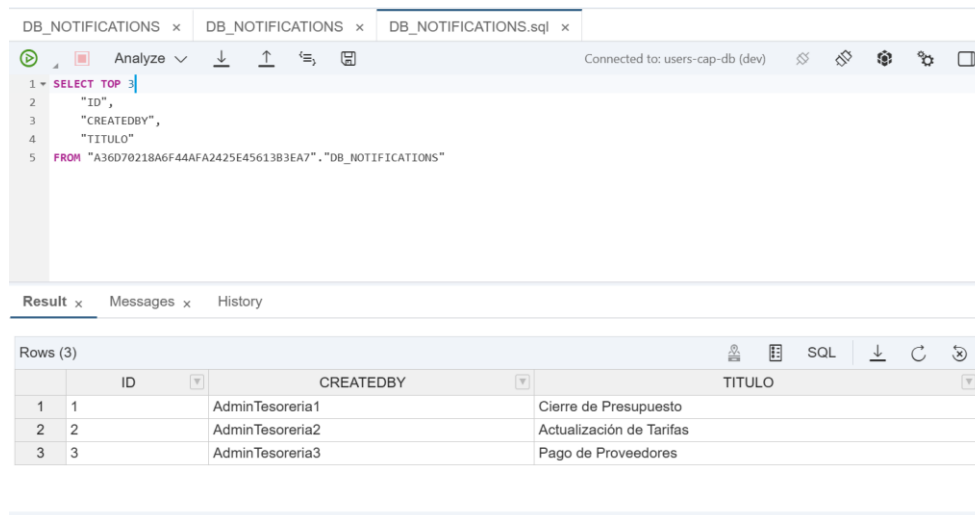 DB_NOTIFICATIONS × DB_NOTIFICATIONS × DB_NOTIFICATIONS.sql ×
Analyze Connected to: users-cap-db (dev)
1 SELECT TOP 3
2 "ID",
3 "CREATEDBY",
4 "TITULO"
5 FROM "A36D70218A6F44AFA2425E45613B3EA7"."DB_NOTIFICATIONS"
Result × Messages × History
Rows (3) SQL
ID CREATEDBY TITULO
1 1 AdminTesoreria1 Cierre de Presupuesto
2 2 AdminTesoreria2 Actualización de Tarifas
3 3 AdminTesoreria3 Pago de Proveedores